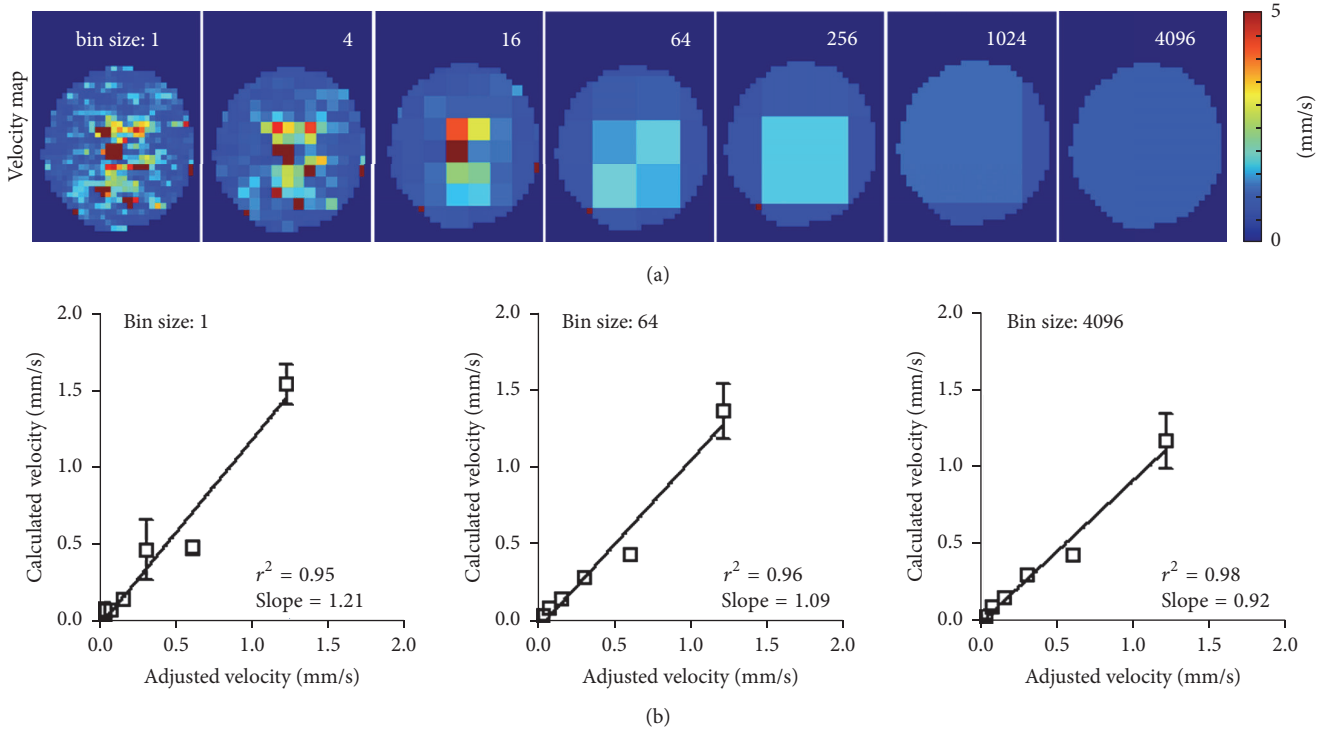 bin size: 1
4
16
64
256
1024
4096
5
0
(mm/s)
Velocity map
(a)
2.0
1.5
1.0
0.5
0.0
Calculated velocity (mm/s)
Bin size: 1
r² = 0.95
Slope = 1.21
0.0 0.5 1.0 1.5 2.0
Adjusted velocity (mm/s)
2.0
1.5
1.0
0.5
0.0
Calculated velocity (mm/s)
Bin size: 64
r² = 0.96
Slope = 1.09
0.0 0.5 1.0 1.5 2.0
Adjusted velocity (mm/s)
2.0
1.5
1.0
0.5
0.0
Calculated velocity (mm/s)
Bin size: 4096
r² = 0.98
Slope = 0.92
0.0 0.5 1.0 1.5 2.0
Adjusted velocity (mm/s)
(b)